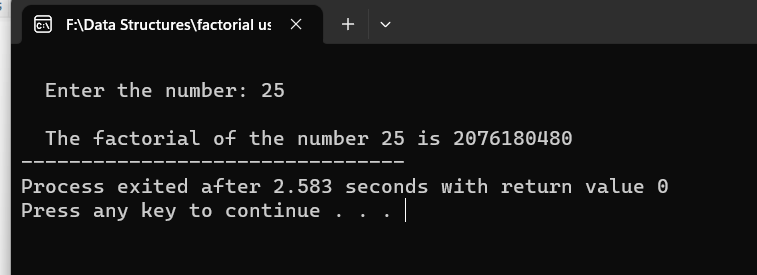 F:\Data Structures\factorial us
Enter the number: 25
The factorial of the number 25 is 2076180480
--------------------------------
Process exited after 2.583 seconds with return value 0
Press any key to continue . . .